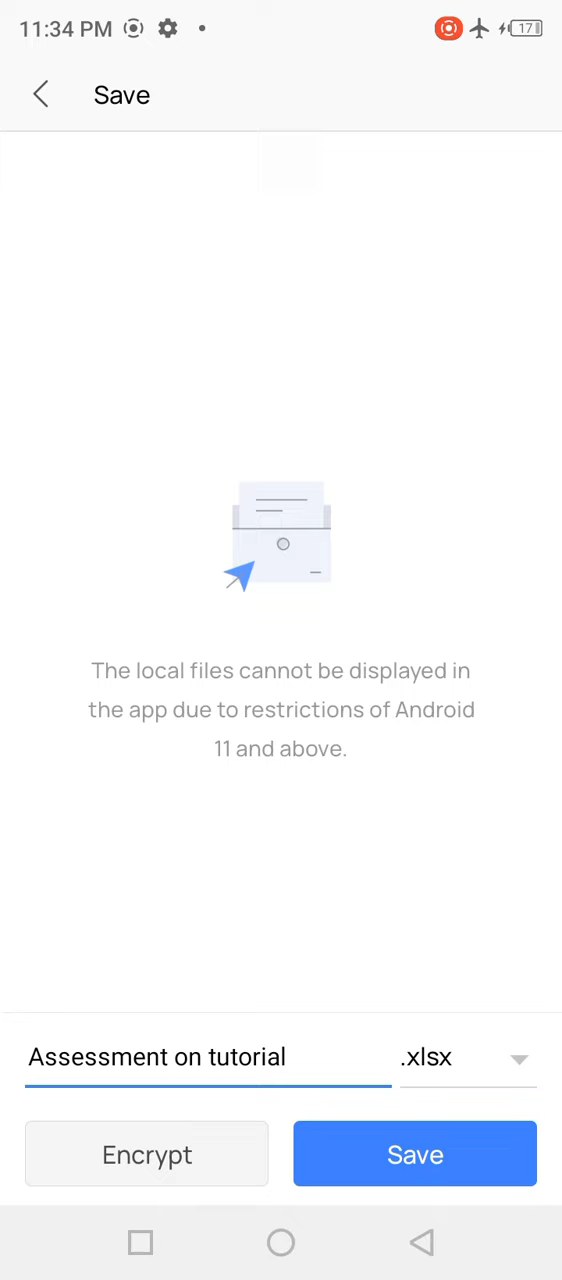 11:34 PM
17
Save
The local files cannot be displayed in
the app due to restrictions of Android
11 and above.
Assessment on tutorial .xlsx
Encrypt Save